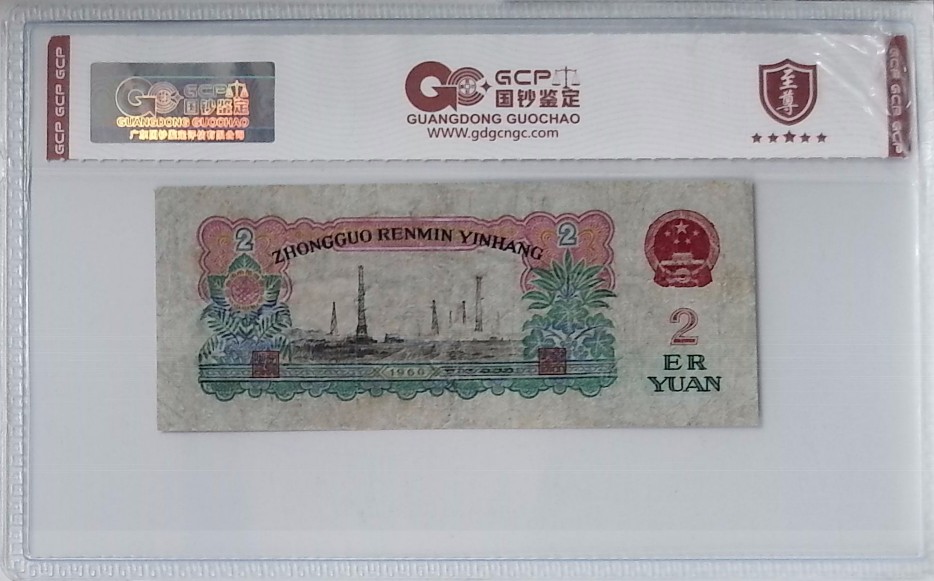 GCP GCP GCP
GCP
国钞鉴定
GUANGDONG GUOCHAO
广东国钞鉴定评估有限公司
GCP
国钞鉴定
GUANGDONG GUOCHAO
www.gdgcngc.com
至尊
GCP GCP GCP
2
ZHONGGUO RENMIN YINHANG
2
1960
2
ER
YUAN